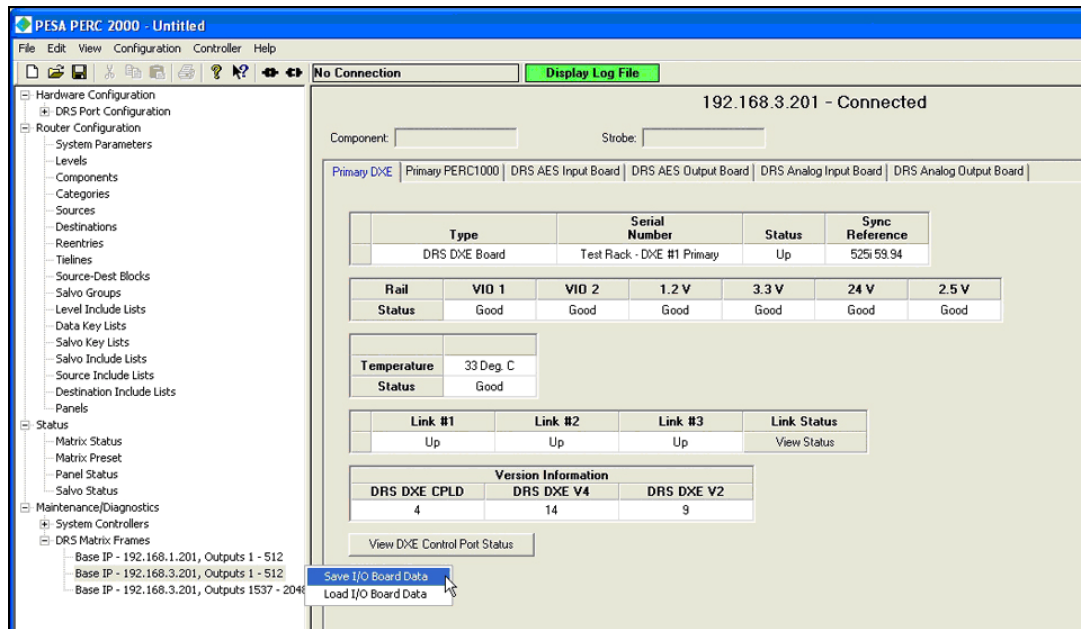 PESA PERC 2000 - Untitled
File Edit View Configuration Controller Help
No Connection
Display Log File
Hardware Configuration
DRS Port Configuration
Router Configuration
System Parameters
Levels
Components
Categories
Sources
Destinations
Reentries
Tielines
Source-Dest Blocks
Salvo Groups
Level Include Lists
Data Key Lists
Salvo Key Lists
Salvo Include Lists
Source Include Lists
Destination Include Lists
Panels
Status
Matrix Status
Matrix Preset
Panel Status
Salvo Status
Maintenance/Diagnostics
System Controllers
DRS Matrix Frames
Base IP - 192.168.1.201, Outputs 1 - 512
Base IP - 192.168.3.201, Outputs 1 - 512
Base IP - 192.168.3.201, Outputs 1537 - 2048
Save I/O Board Data
Load I/O Board Data
192.168.3.201 - Connected
Component: Strobe:
Primary DXE Primary PERC1000 DRS AES Input Board DRS AES Output Board DRS Analog Input Board DRS Analog Output Board
Type Serial Number Status Sync Reference
DRS DXE Board Test Rack - DXE #1 Primary Up 525i 59.94
Rail VIO 1 VIO 2 1.2 V 3.3 V 24 V 2.5 V
Status Good Good Good Good Good Good
Temperature 33 Deg. C
Status Good
Link #1 Link #2 Link #3 Link Status
Up Up Up View Status
Version Information
DRS DXE CPLD DRS DXE V4 DRS DXE V2
4 14 9
View DXE Control Port Status